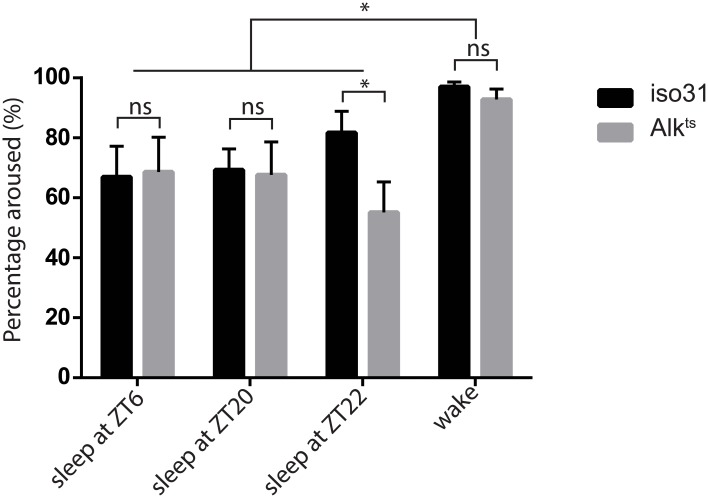 *
ns
ns
ns
*
iso31
Alkts
Percentage aroused (%)
100
80
60
40
20
0
sleep at ZT6
sleep at ZT20
sleep at ZT22
wake